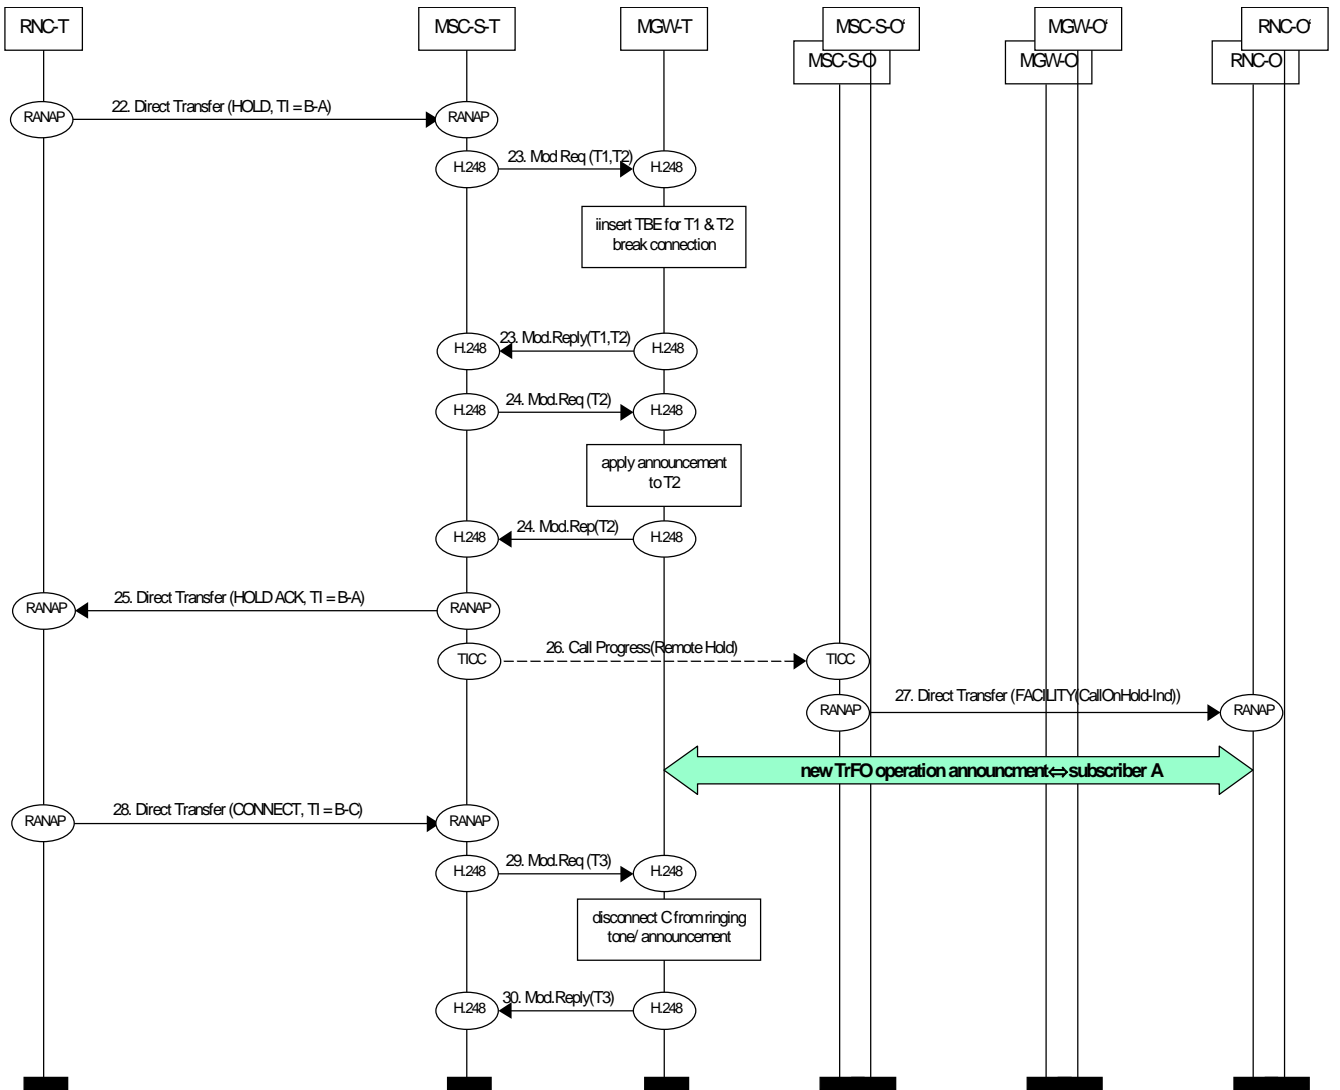 RNC-T
MSC-S-T
MGW-T
MSC-S-O'
MGW-O'
RNC-O'
MSC-S-O
MGW-O
RNC-O
22. Direct Transfer (HOLD, TI = B-A)
RANAP
RANAP
23. Mod Req (T1,T2)
H.248
H.248
iinsert TBE for T1 & T2
break connection
23. Mod.Reply(T1,T2)
H.248
H.248
24. Mod.Req (T2)
H.248
H.248
apply announcement
to T2
24. Mod.Rep(T2)
H.248
H.248
25. Direct Transfer (HOLD ACK, TI = B-A)
RANAP
RANAP
26. Call Progress(Remote Hold)
TICC
TICC
27. Direct Transfer (FACILITY(CallOnHold-Ind))
RANAP
RANAP
new TrFO operation announcment⇔subscriber A
28. Direct Transfer (CONNECT, TI = B-C)
RANAP
RANAP
29. Mod.Req (T3)
H.248
H.248
disconnect C from ringing
tone/ announcement
30. Mod.Reply(T3)
H.248
H.248